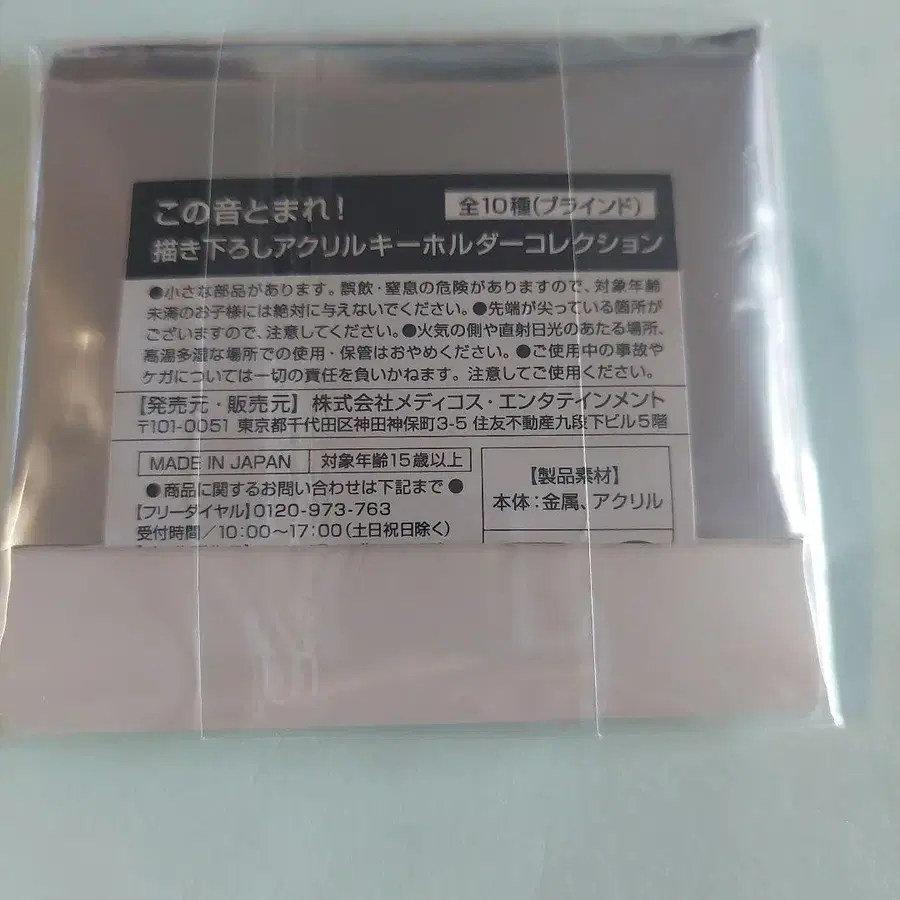 この音とまれ！
全10種(ブラインド)
描き下ろしアクリルキーホルダーコレクション
●小さな部品があります。誤飲・窒息の危険がありますので、対象年齢
未満のお子様には絶対に与えないでください。●先端が尖っている箇所が
ございますので、注意してください。●火気の側や直射日光のあたる場所、
高温多湿な場所での使用・保管はおやめください。●ご使用中の事故や
ケガについては一切の責任を負いかねます。注意してご使用ください。
【発売元・販売元】株式会社メディコス・エンタテインメント
〒101-0051 東京都千代田区神田神保町3-5 住友不動産九段下ビル5階
MADE IN JAPAN
対象年齢15歳以上
●商品に関するお問い合わせは下記まで●
【フリーダイヤル】0120-973-763
受付時間／10:00～17:00(土日祝日除く)
【製品素材】
本体：金属、アクリル